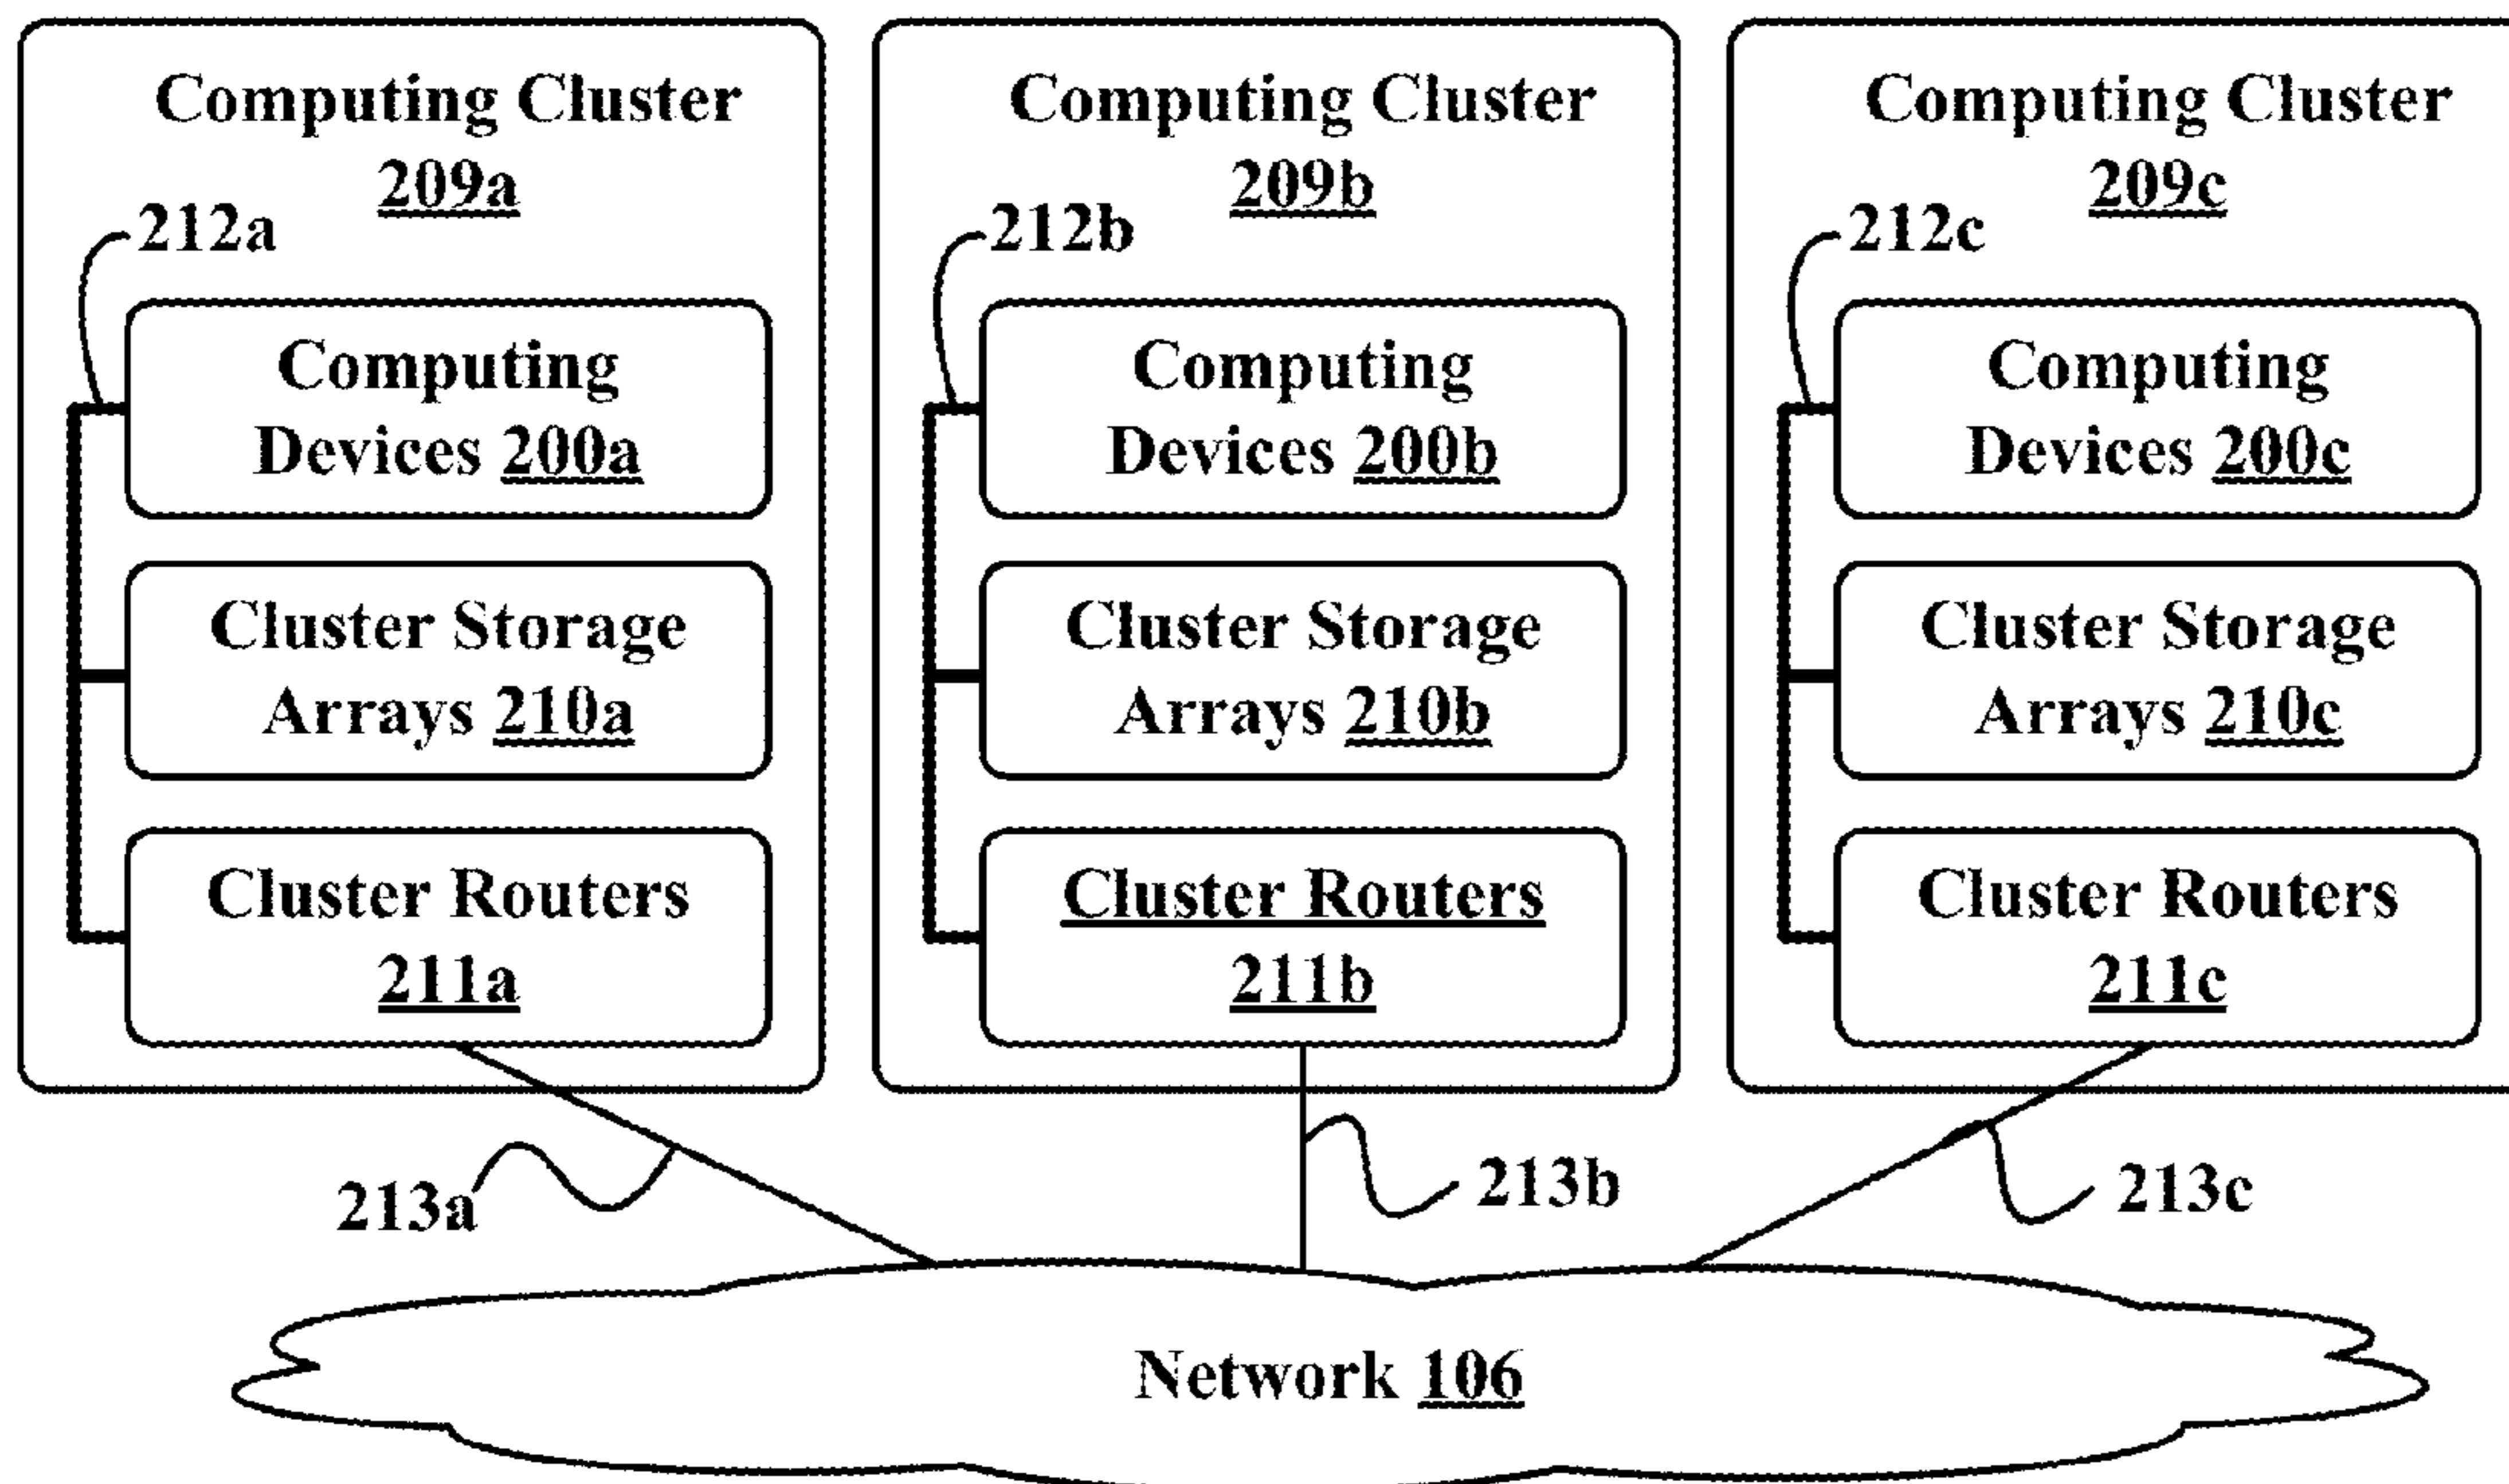 Computing Cluster
209a
212a
Computing
Devices 200a
Cluster Storage
Arrays 210a
Cluster Routers
211a
Computing Cluster
209b
212b
Computing
Devices 200b
Cluster Storage
Arrays 210b
Cluster Routers
211b
Computing Cluster
209c
212c
Computing
Devices 200c
Cluster Storage
Arrays 210c
Cluster Routers
211c
213a
213b
213c
Network 106